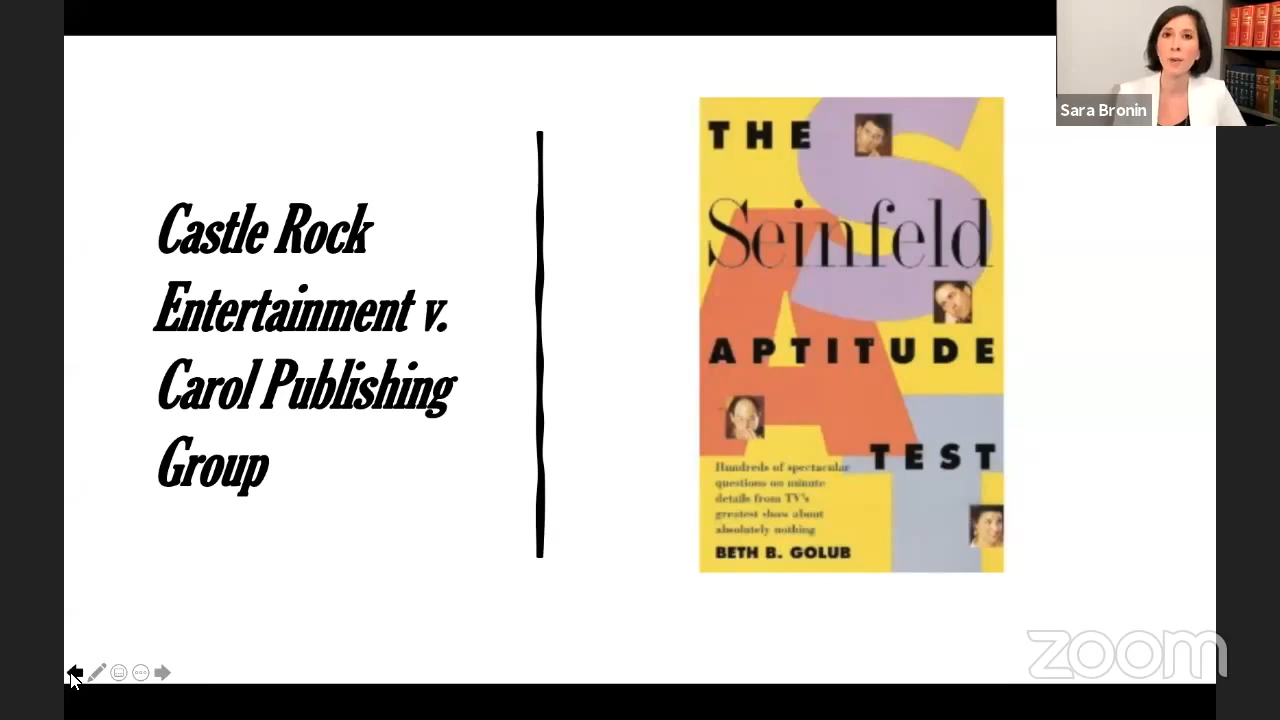 Castle Rock
Entertainment v.
Carol Publishing
Group
THE
Seinfeld
APTITUDE
TEST
Hundreds of spectacular
questions on minute
details from TV's
greatest show about
absolutely nothing
BETH B. GOLUB
Sara Bronin
zoom